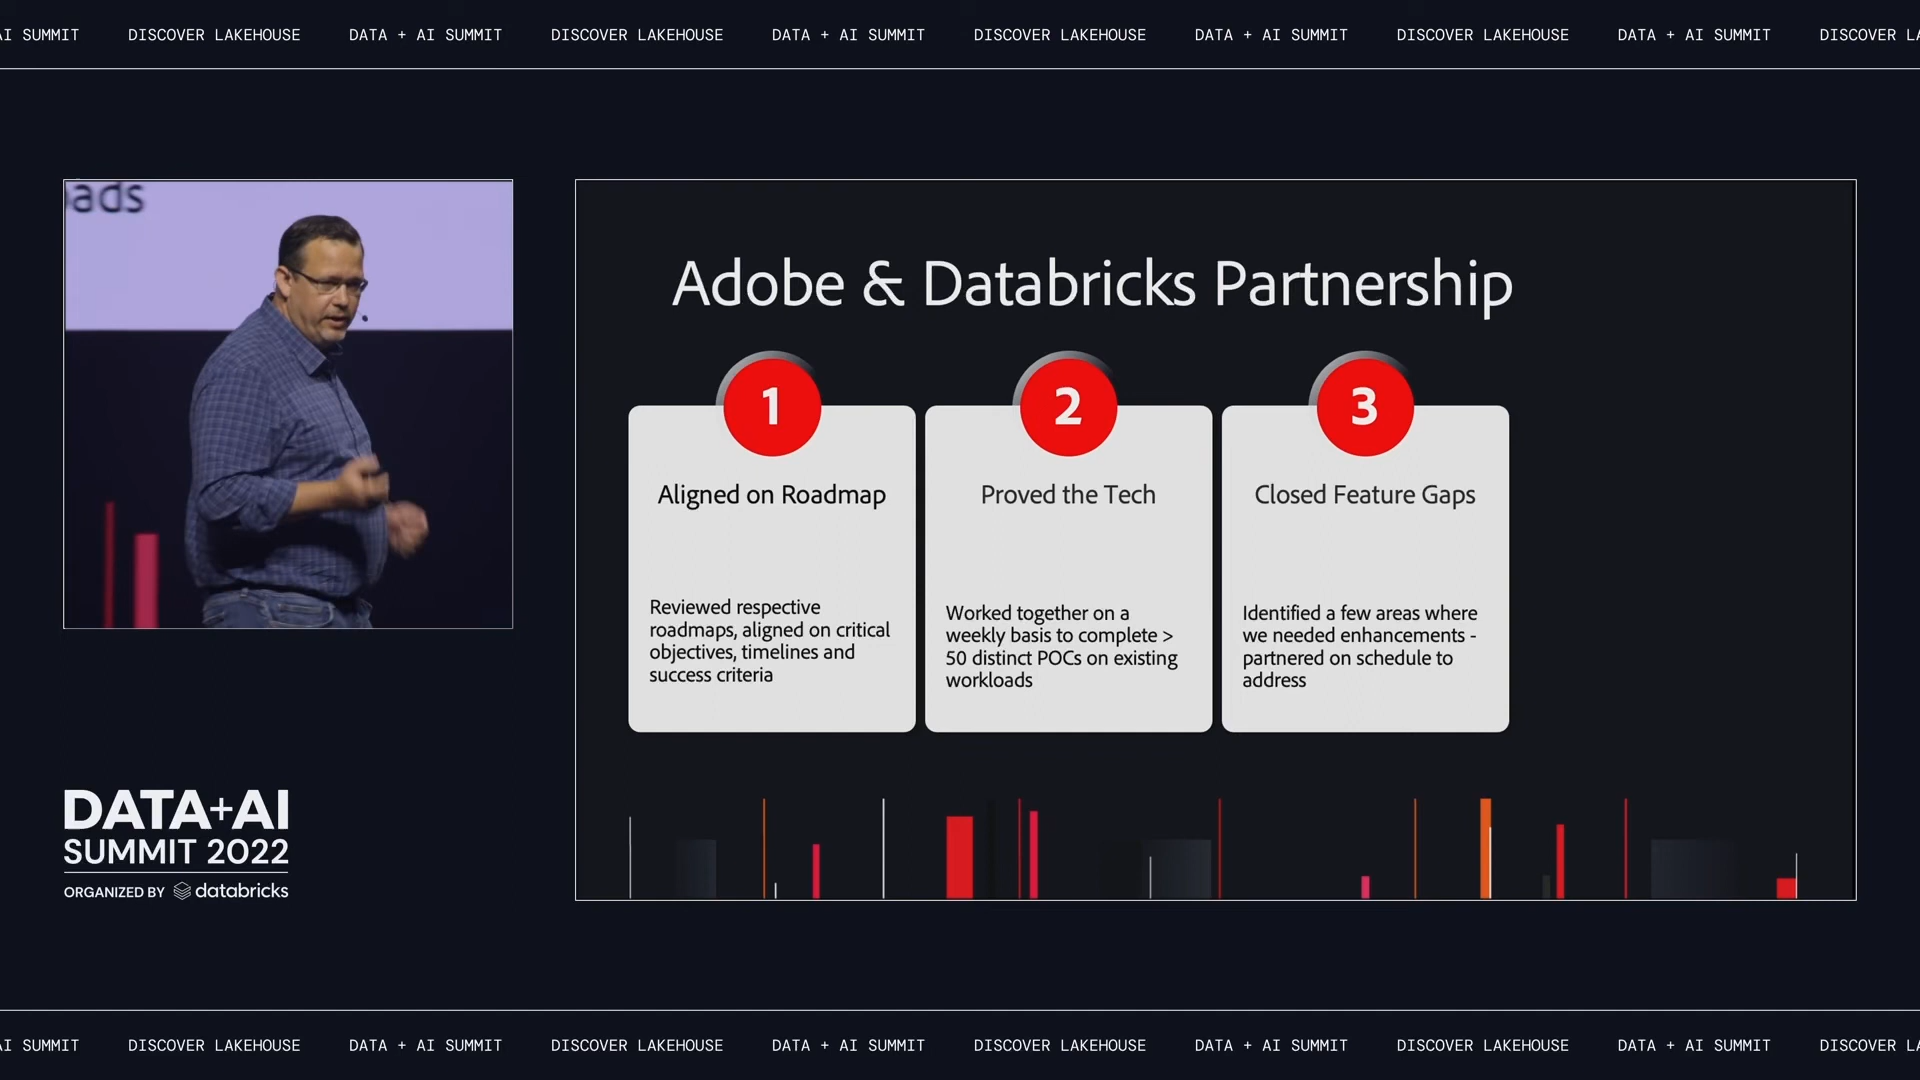 AI SUMMIT DISCOVER LAKEHOUSE DATA + AI SUMMIT DISCOVER LAKEHOUSE DATA + AI SUMMIT DISCOVER LAKEHOUSE DATA + AI SUMMIT DISCOVER LAKEHOUSE DATA + AI SUMMIT DISCOVER LA
oads
Adobe & Databricks Partnership
1
Aligned on Roadmap
Reviewed respective
roadmaps, aligned on critical
objectives, timelines and
success criteria
2
Proved the Tech
Worked together on a
weekly basis to complete >
50 distinct POCs on existing
workloads
3
Closed Feature Gaps
Identified a few areas where
we needed enhancements -
partnered on schedule to
address
DATA+AI
SUMMIT 2022
ORGANIZED BY databricks
AI SUMMIT DISCOVER LAKEHOUSE DATA + AI SUMMIT DISCOVER LAKEHOUSE DATA + AI SUMMIT DISCOVER LAKEHOUSE DATA + AI SUMMIT DISCOVER LAKEHOUSE DATA + AI SUMMIT DISCOVER LA